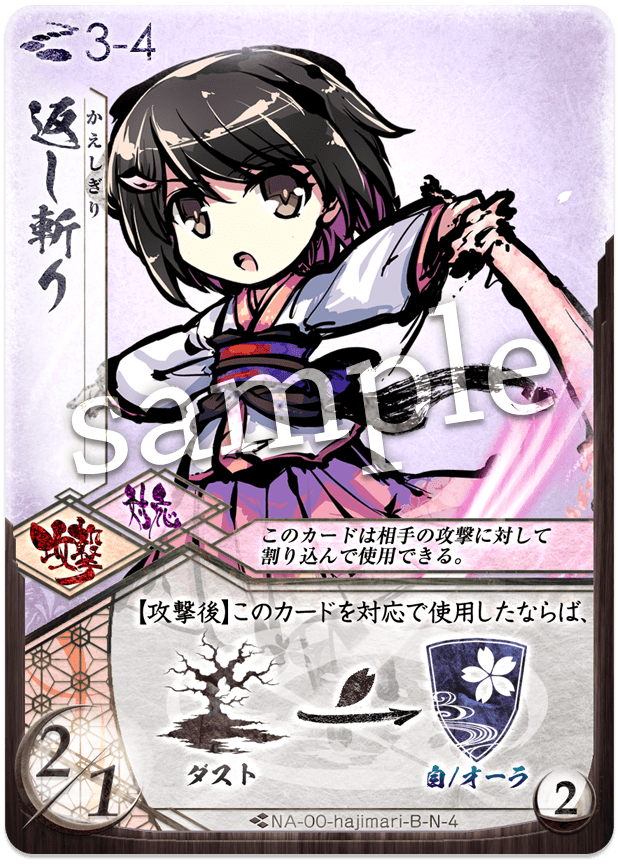 3-4
返し斬り
かえしぎり
sample
攻撃
対応
このカードは相手の攻撃に対して
割り込んで使用できる。
【攻撃後】このカードを対応で使用したならば、
ダスト
自/オーラ
2/1
2
NA-00-hajimari-B-N-4